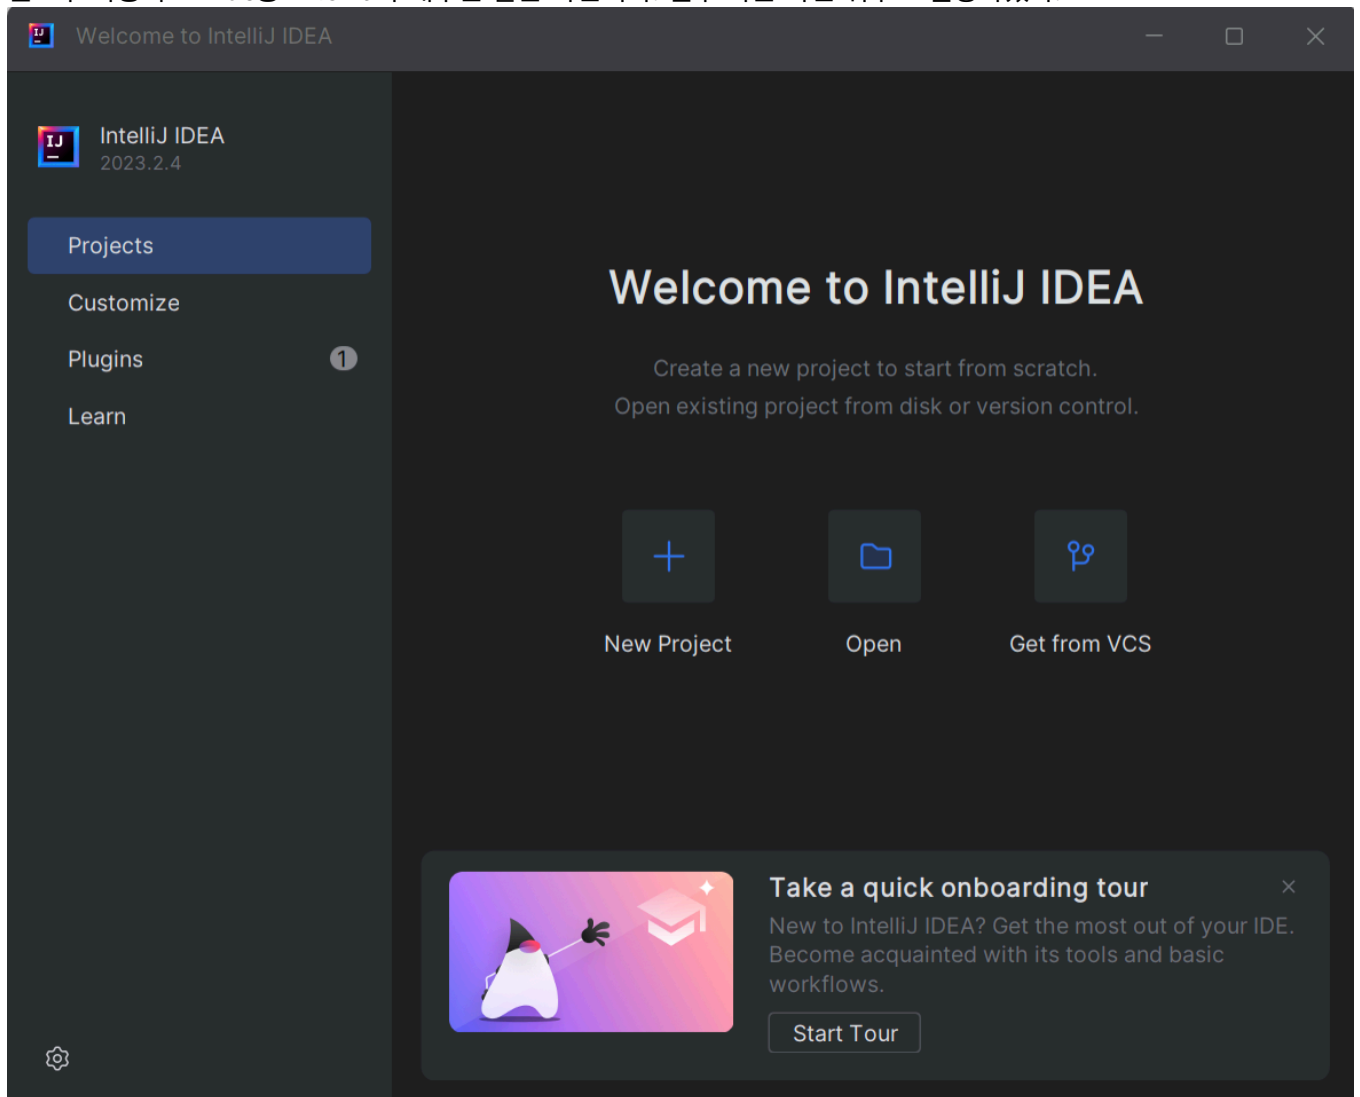 Welcome to IntelliJ IDEA
IJ
IntelliJ IDEA
2023.2.4
Projects
Customize
Plugins 1
Learn
Welcome to IntelliJ IDEA
Create a new project to start from scratch.
Open existing project from disk or version control.
New Project Open Get from VCS
Take a quick onboarding tour
New to IntelliJ IDEA? Get the most out of your IDE.
Become acquainted with its tools and basic
workflows.
Start Tour